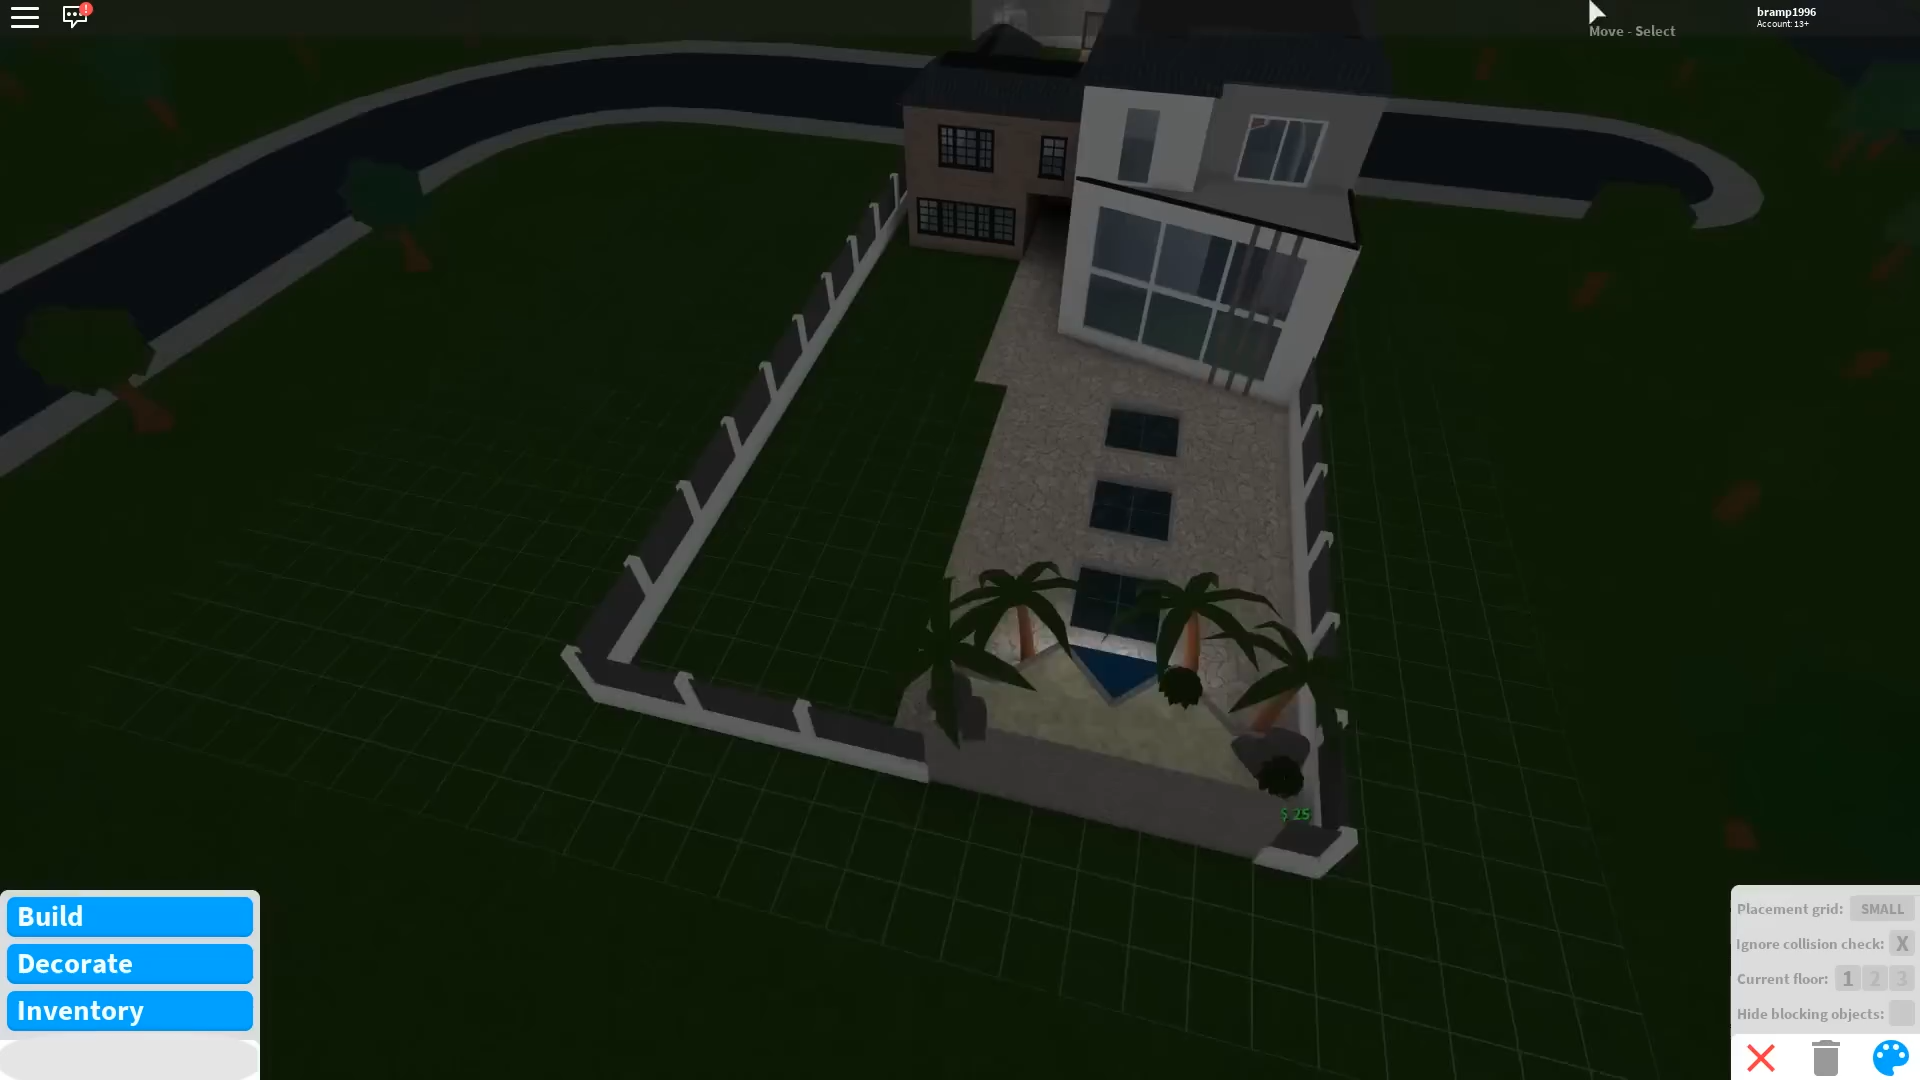 !
bramp1996
Account: 13+
Move - Select
$ 25
Build
Decorate
Inventory
Placement grid: SMALL
Ignore collision check: X
Current floor: 1 2 3
Hide blocking objects: